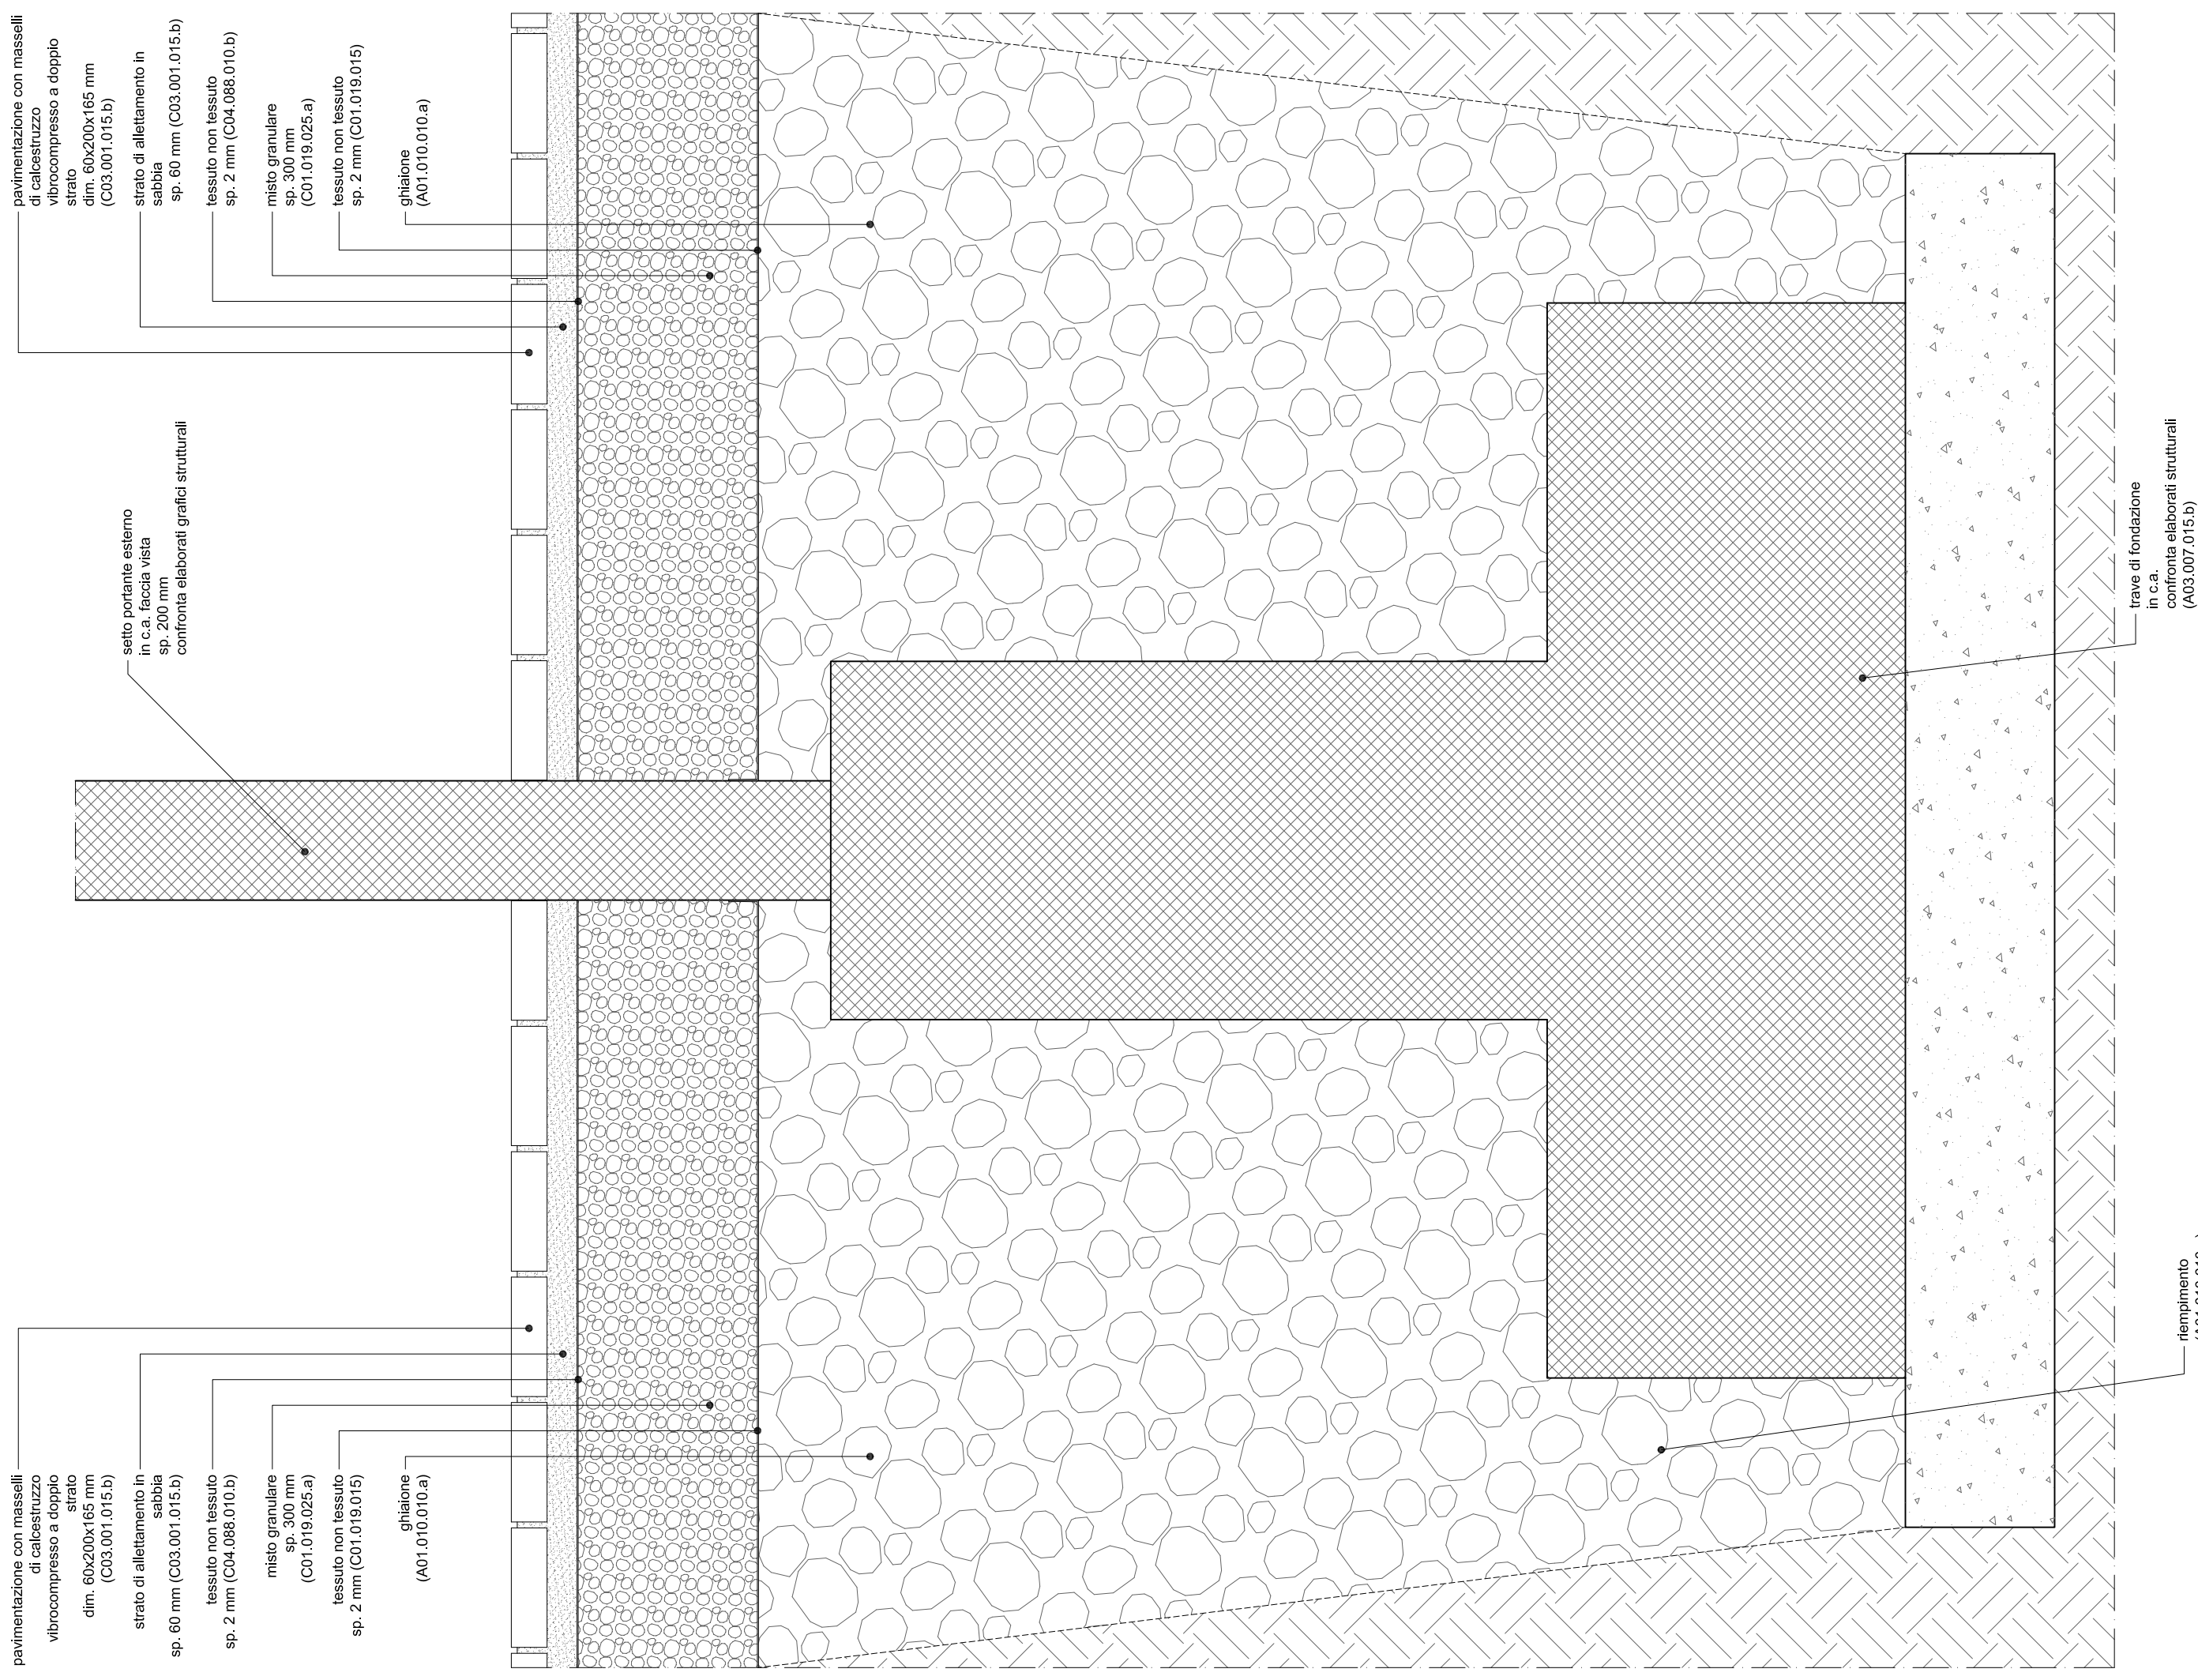 pavimentazione con masselli
di calcestruzzo
vibrocompresso a doppio
strato
dim. 60x200x165 mm
(C03.001.015.b)
strato di allettamento in
sabbia
sp. 60 mm (C03.001.015.b)
tessuto non tessuto
sp. 2 mm (C04.088.010.b)
misto granulare
sp. 300 mm
(C01.019.025.a)
tessuto non tessuto
sp. 2 mm (C01.019.015)
ghiaione
(A01.010.010.a)
setto portante esterno
in c.a. faccia vista
sp. 200 mm
confronta elaborati grafici strutturali
pavimentazione con masselli
di calcestruzzo
vibrocompresso a doppio
strato
dim. 60x200x165 mm
(C03.001.015.b)
strato di allettamento in
sabbia
sp. 60 mm (C03.001.015.b)
tessuto non tessuto
sp. 2 mm (C04.088.010.b)
misto granulare
sp. 300 mm
(C01.019.025.a)
tessuto non tessuto
sp. 2 mm (C01.019.015)
ghiaione
(A01.010.010.a)
trave di fondazione
in c.a.
confronta elaborati strutturali
(A03.007.015.b)
riempimento